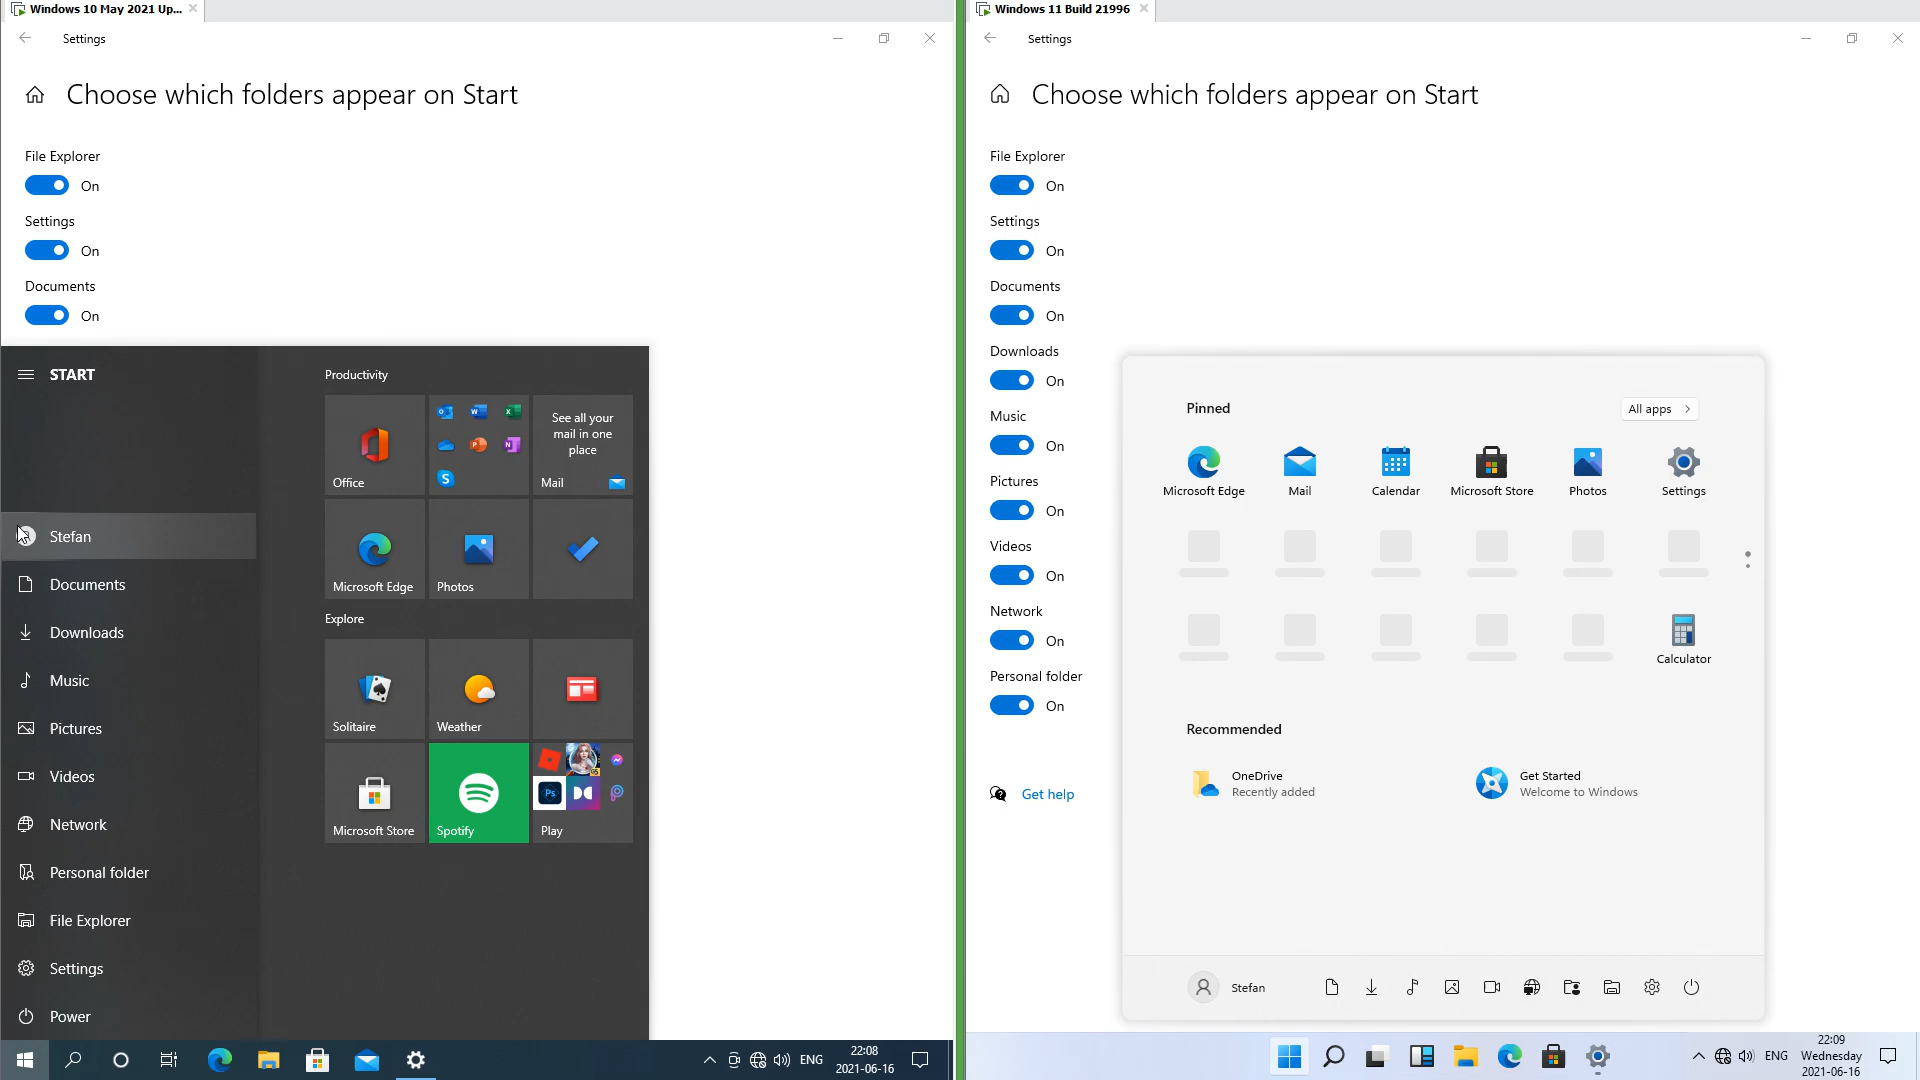 Windows 10 May 2021 Up...
Settings
Choose which folders appear on Start
File Explorer
On
Settings
On
Documents
On
START
Stefan
Documents
Downloads
Music
Pictures
Videos
Network
Personal folder
File Explorer
Settings
Power
Productivity
Office
See all your
mail in one
place
Mail
Microsoft Edge
Photos
Explore
Solitaire
Weather
Microsoft Store
Spotify
Play
Ps
ENG
22:08
2021-06-16
Windows 11 Build 21996
Settings
Choose which folders appear on Start
File Explorer
On
Settings
On
Documents
On
Downloads
On
Music
On
Pictures
On
Videos
On
Network
On
Personal folder
On
Get help
Pinned
All apps
Microsoft Edge
Mail
Calendar
Microsoft Store
Photos
Settings
Calculator
Recommended
OneDrive
Recently added
Get Started
Welcome to Windows
Stefan
ENG
22:09
Wednesday
2021-06-16